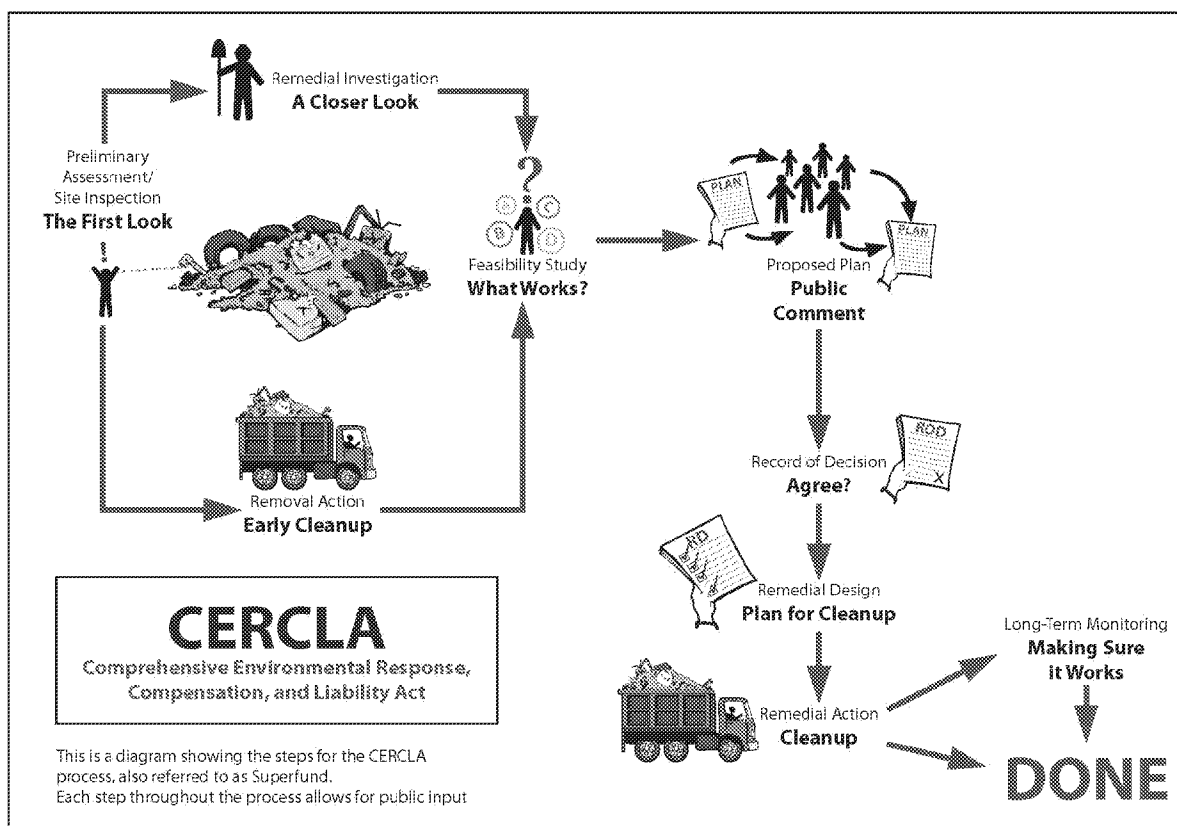 Remedial Investigation
A Closer Look
Preliminary
Assessment/
Site Inspection
The First Look
?
A
C
B
D
Feasibility Study
What Works?
PLAN
PLAN
Proposed Plan
Public
Comment
Removal Action
Early Cleanup
ROD
X
Record of Decision
Agree?
RD
Remedial Design
Plan for Cleanup
Remedial Action
Cleanup
Long-Term Monitoring
Making Sure
it Works
DONE
CERCLA
Comprehensive Environmental Response,
Compensation, and Liability Act
This is a diagram showing the steps for the CERCLA
process, also referred to as Superfund.
Each step throughout the process allows for public input